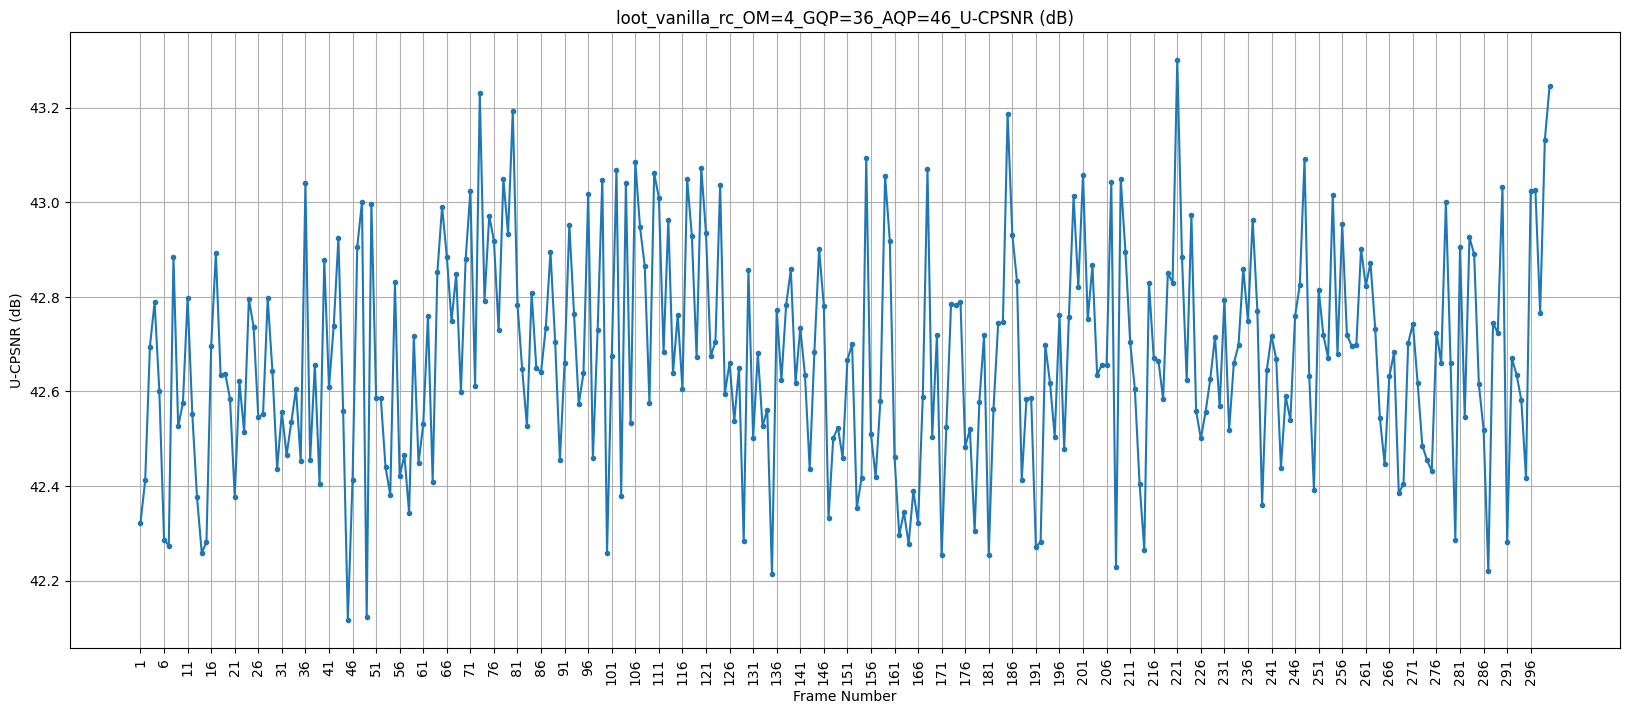 loot_vanilla_rc_OM=4_GQP=36_AQP=46_U-CPSNR (dB)
U-CPSNR (dB)
43.2
43.0
42.8
42.6
42.4
42.2
1 6 11 16 21 26 31 36 41 46 51 56 61 66 71 76 81 86 91 96 101 106 111 116 121 126 131 136 141 146 151 156 161 166 171 176 181 186 191 196 201 206 211 216 221 226 231 236 241 246 251 256 261 266 271 276 281 286 291 296
Frame Number